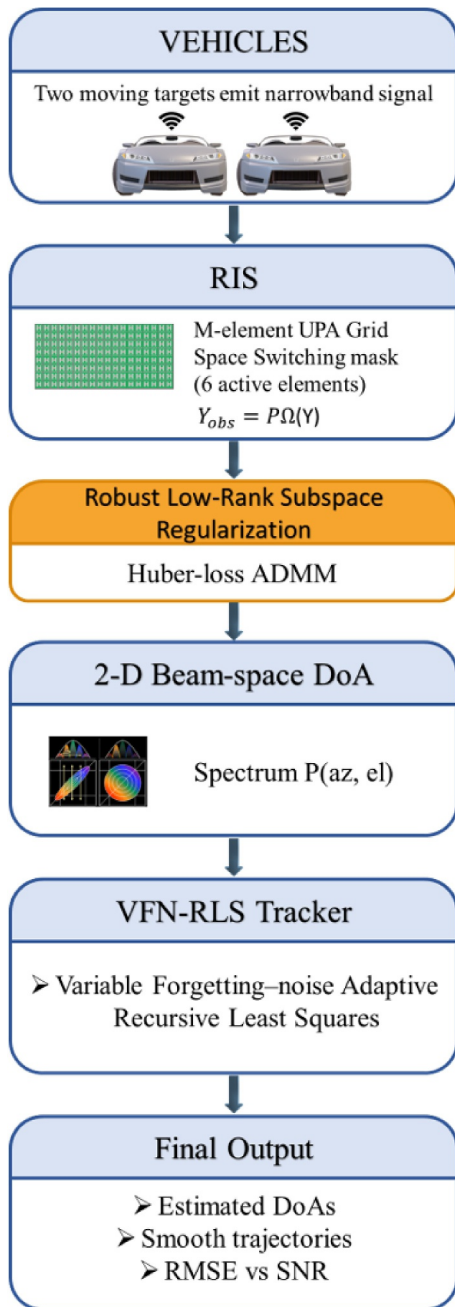 VEHICLES
Two moving targets emit narrowband signal
RIS
M-element UPA Grid
Space Switching mask
(6 active elements)
Y_obs = PΩ(Y)
Robust Low-Rank Subspace
Regularization
Huber-loss ADMM
2-D Beam-space DoA
Spectrum P(az, el)
VFN-RLS Tracker
➤ Variable Forgetting–noise Adaptive
Recursive Least Squares
Final Output
➤ Estimated DoAs
➤ Smooth trajectories
➤ RMSE vs SNR